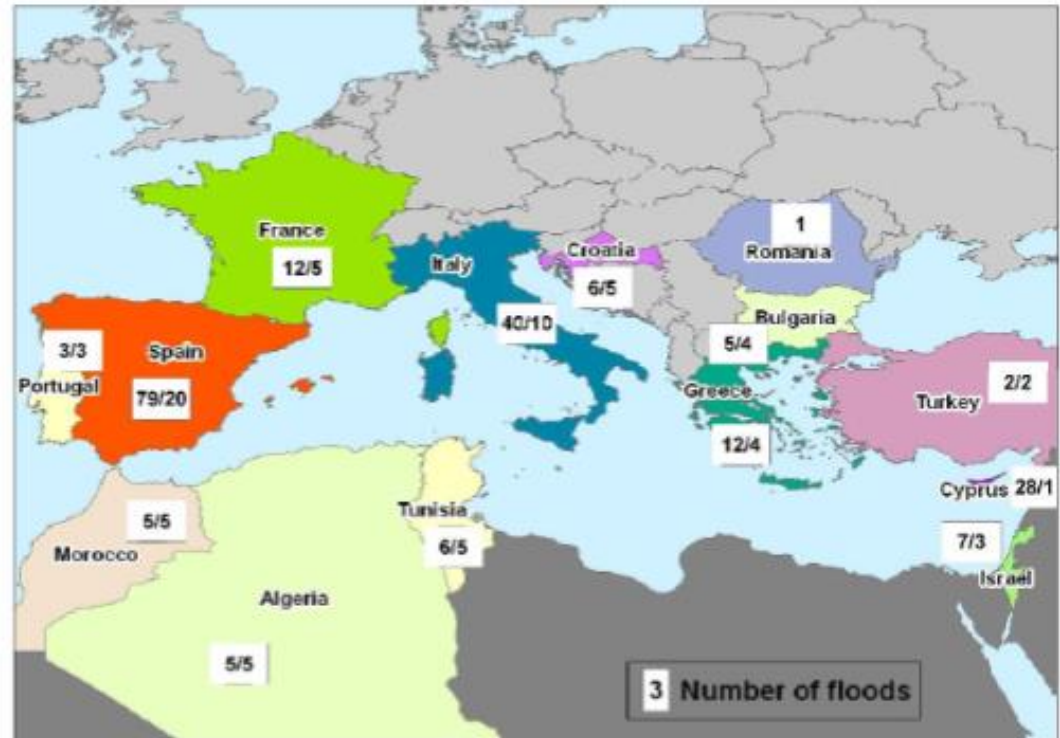 France
12/5
Italy
Croatia
6/5
1
Romania
40/10
Bulgaria
5/4
3/3
Spain
Portugal
79/20
Greece
12/4
2/2
Turkey
Cyprus 28/1
7/3
Israel
5/5
Morocco
Tunisia
6/5
Algeria
5/5
3 Number of floods